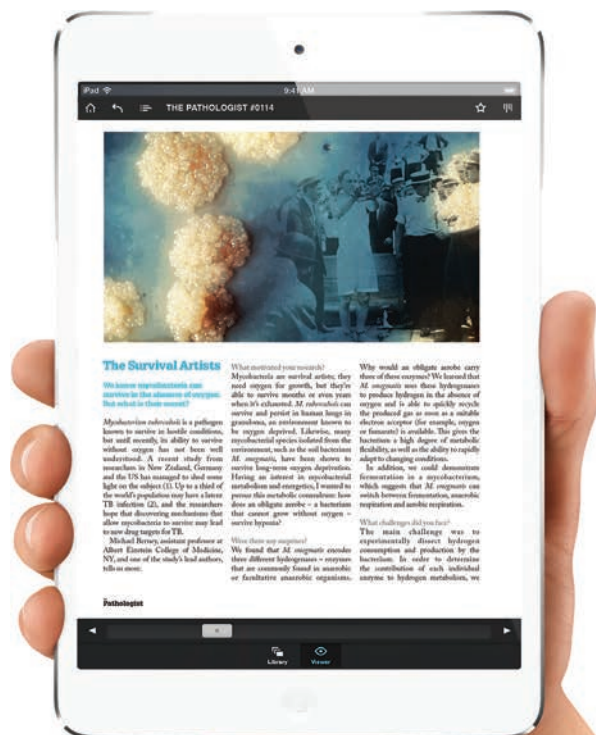 iPad 9:41 AM
THE PATHOLOGIST #0114
The Survival Artists
We know mycobacteria can
survive in the absence of oxygen.
But what is their secret?
Mycobacterium tuberculosis is a pathogen
known to survive in hostile conditions,
but until recently, its ability to survive
without oxygen has not been well
understood. A recent study from
researchers in New Zealand, Germany
and the US has managed to shed some
light on the subject (1). Up to a third of
the world's population may have a latent
TB infection (2), and the researchers
hope that discovering mechanisms that
allow mycobacteria to survive may lead
to new drug targets for TB.
Michael Berney, assistant professor at
Albert Einstein College of Medicine,
NY, and one of the study's lead authors,
tells us more.
What motivated your research?
Mycobacteria are survival artists; they
need oxygen for growth, but they're
able to survive months or even years
when it's exhausted. M. tuberculosis can
survive and persist in human lungs in
granuloma, an environment known to
be oxygen deprived. Likewise, many
mycobacterial species isolated from the
environment, such as the soil bacterium
M. smegmatis, have been shown to
survive long-term oxygen deprivation.
Having an interest in mycobacterial
metabolism and energetics, I wanted to
pursue this metabolic conundrum: how
does an obligate aerobe – a bacterium
that cannot grow without oxygen –
survive hypoxia?
Were there any surprises?
We found that M. smegmatis encodes
three different hydrogenases – enzymes
that are commonly found in anaerobic
or facultative anaerobic organisms.
Why would an obligate aerobe carry
three of these enzymes? We learned that
M. smegmatis uses these hydrogenases
to produce hydrogen in the absence of
oxygen and is able to quickly recycle
the produced gas as soon as a suitable
electron acceptor (for example, oxygen
or fumarate) is available. This gives the
bacterium a high degree of metabolic
flexibility, as well as the ability to rapidly
adapt to changing conditions.
In addition, we could demonstrate
fermentation in a mycobacterium,
which suggests that M. smegmatis can
switch between fermentation, anaerobic
respiration and aerobic respiration.
What challenges did you face?
The main challenge was to
experimentally dissect hydrogen
consumption and production by the
bacterium. In order to determine
the contribution of each individual
enzyme to hydrogen metabolism, we
Pathologist
Library Viewer